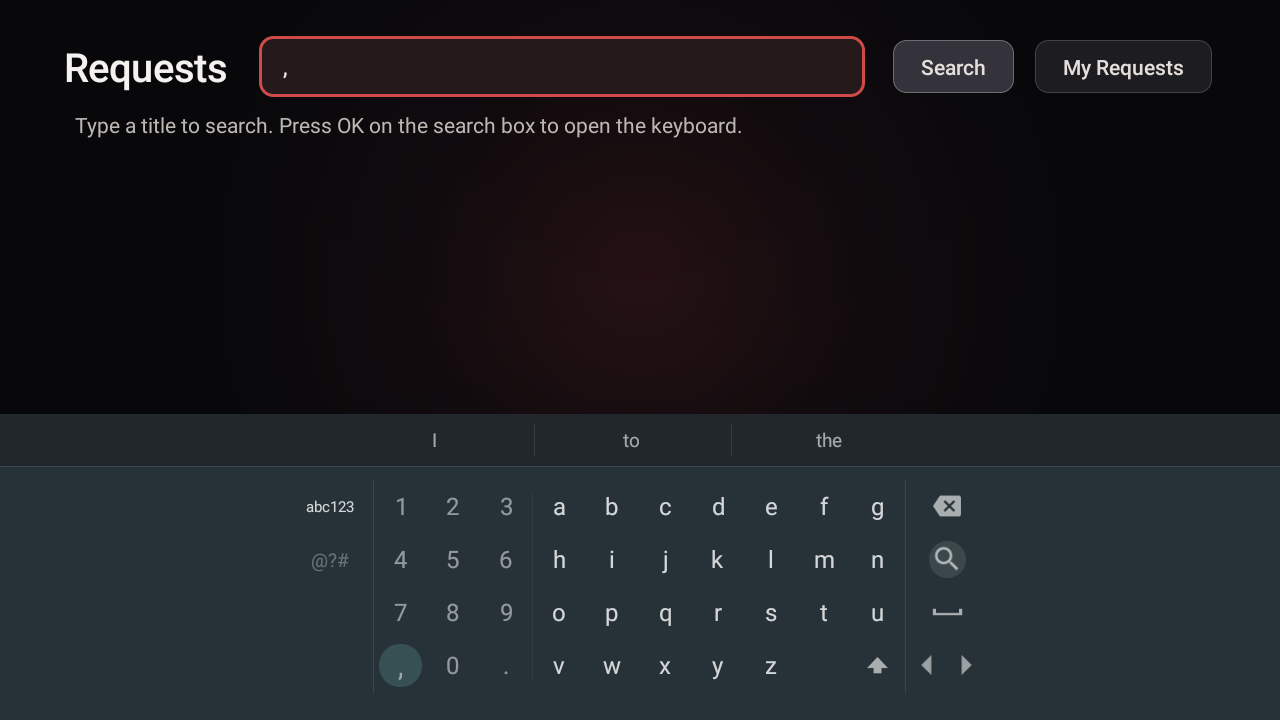 Requests
,
Search
My Requests
Type a title to search. Press OK on the search box to open the keyboard.
I to the
abc123 1 2 3 a b c d e f g
@?# 4 5 6 h i j k l m n
7 8 9 o p q r s t u
, 0 . v w x y z